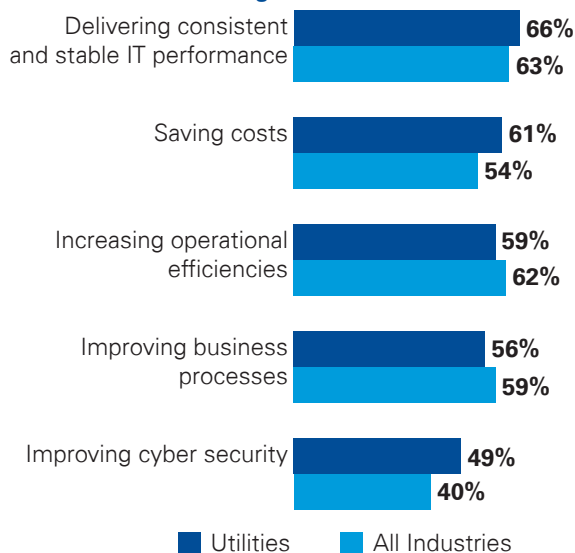 Delivering consistent
and stable IT performance
66%
63%
Saving costs
61%
54%
Increasing operational
efficiencies
59%
62%
Improving business
processes
56%
59%
Improving cyber security
49%
40%
Utilities
All Industries